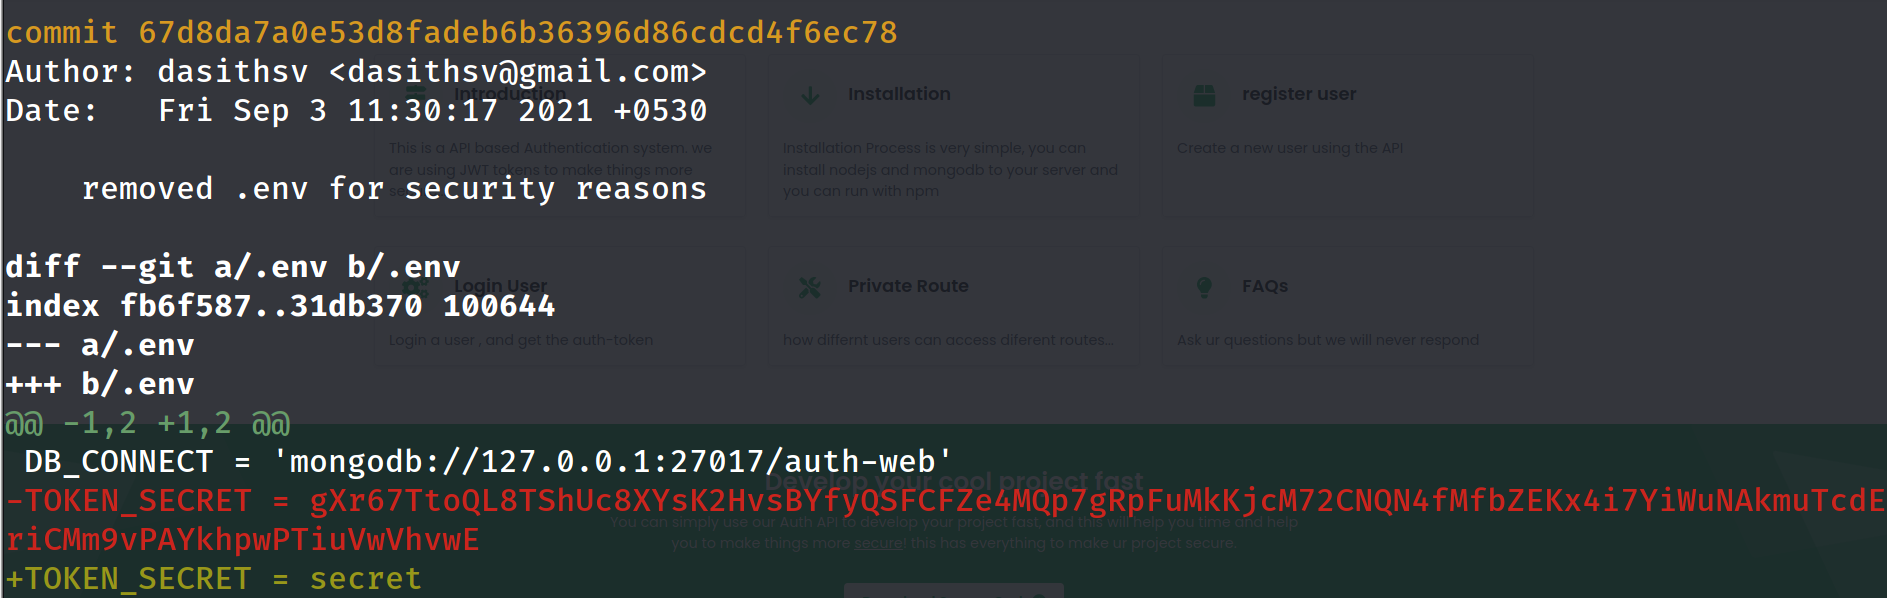 commit 67d8da7a0e53d8fadeb6b36396d86cdcd4f6ec78
Author: dasithsv <dasithsv@gmail.com>
Date:   Fri Sep 3 11:30:17 2021 +0530
    removed .env for security reasons
diff --git a/.env b/.env
index fb6f587..31db370 100644
--- a/.env
+++ b/.env
@@ -1,2 +1,2 @@
 DB_CONNECT = 'mongodb://127.0.0.1:27017/auth-web'
-TOKEN_SECRET = gXr67TtoQL8TShUc8XYsK2HvsBYfyQSFCFZe4MQp7gRpFuMkKjcM72CNQN4fMfbZEKx4i7YiWuNAkmuTcdE
riCMm9vPAYkhpwPTiuVwVhvwE
+TOKEN_SECRET = secret
Introduction
This is a API based Authentication system. we
are using JWT tokens to make things more
Installation
Installation Process is very simple, you can
install nodejs and mongodb to your server and
you can run with npm
register user
Create a new user using the API
Login User
Login a user , and get the auth-token
Private Route
how differnt users can access diferent routes...
FAQs
Ask ur questions but we will never respond
Develop your cool project fast
You can simply use our Auth API to develop your project fast, and this will help you time and help
you to make things more secure! this has everything to make ur project secure.